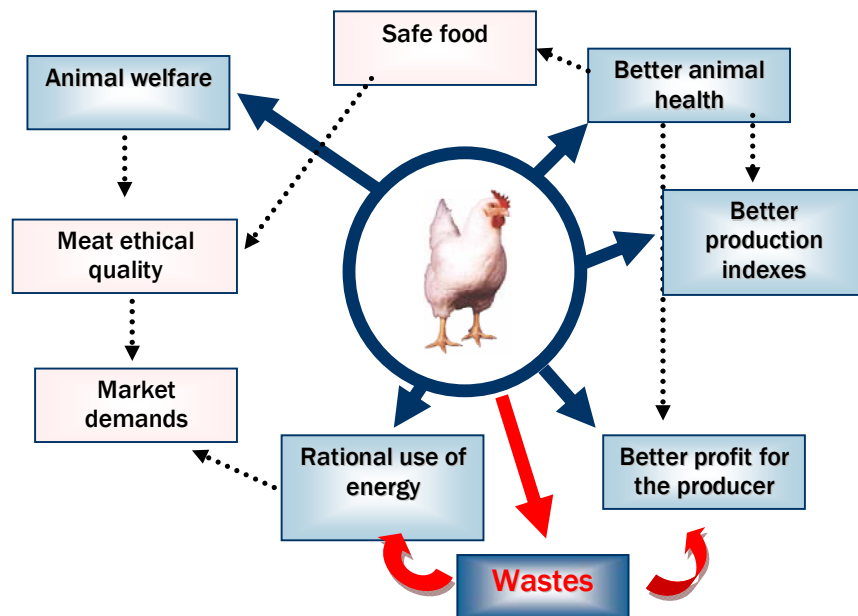 Safe food
Animal welfare
Better animal
health
Meat ethical
quality
Better
production
indexes
Market
demands
Rational use of
energy
Better profit for
the producer
Wastes